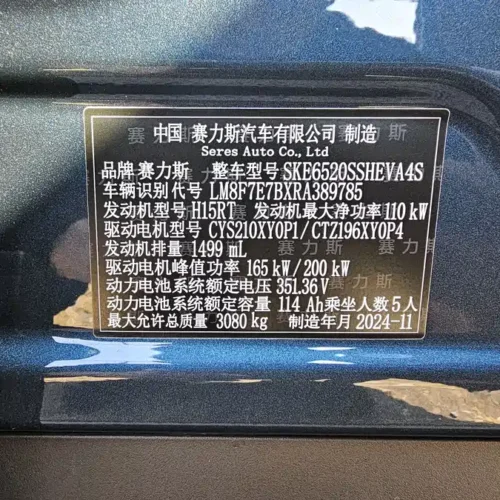 中国 赛力斯汽车有限公司 制造
Seres Auto Co., Ltd
品牌 赛力斯 整车型号 SKE6520SSHEVA4S
车辆识别代号 LM8F7E7BXRA389785
发动机型号 H15RT 发动机最大净功率 110 kW
驱动电机型号 CYS210XY0P1/CTZ196XY0P4
发动机排量 1499 mL
驱动电机峰值功率 165 kW/200 kW
动力电池系统额定电压 351.36 V
动力电池系统额定容量 114 Ah 乘坐人数 5 人
最大允许总质量 3080 kg 制造年月 2024-11